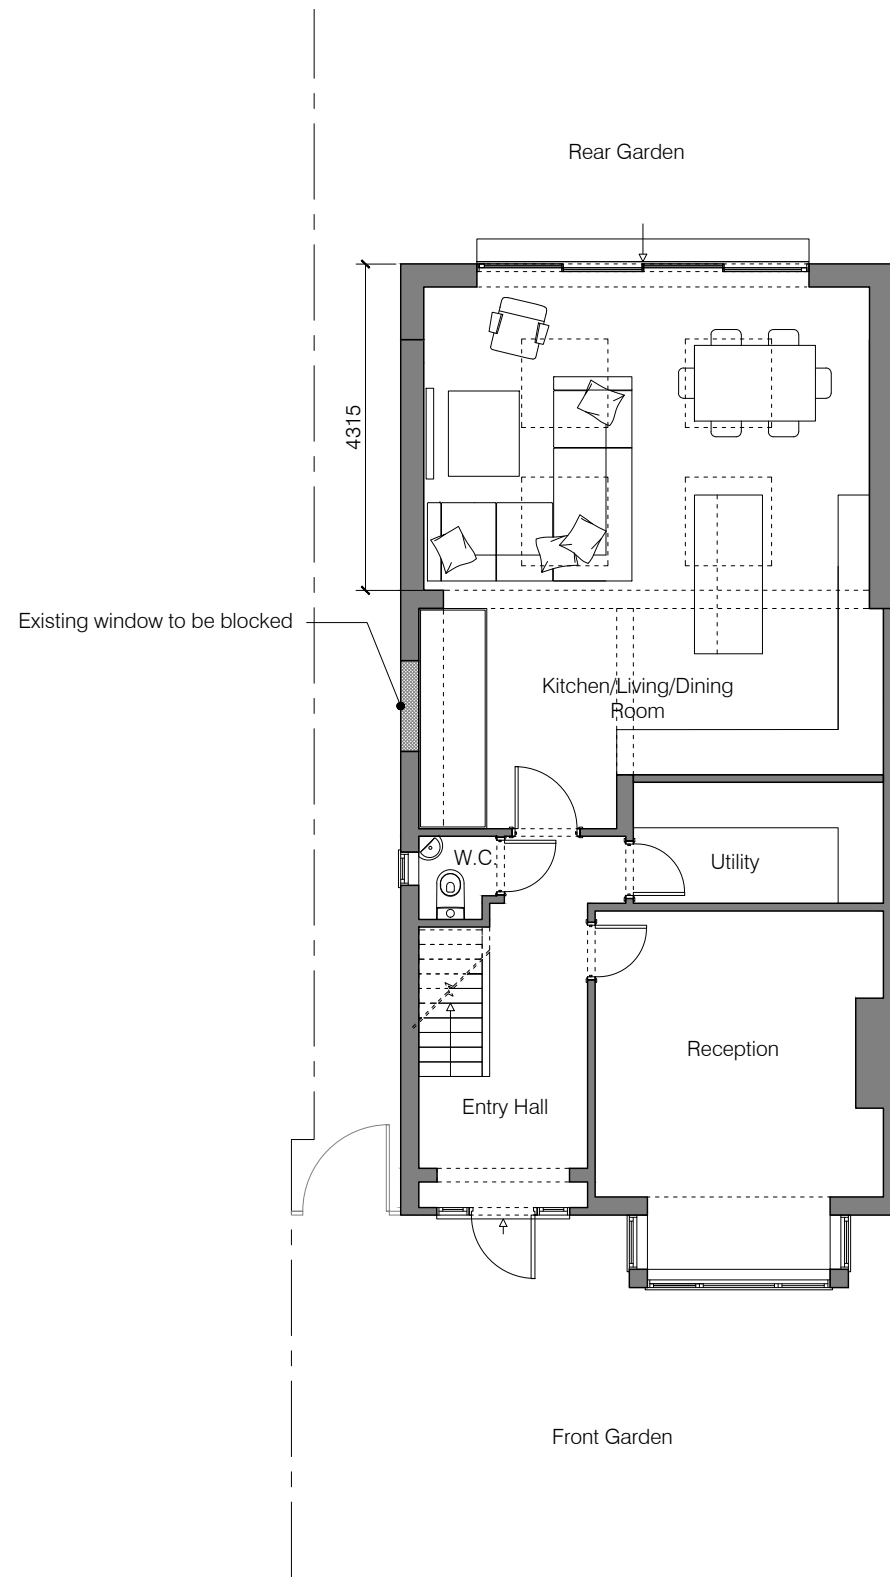 Rear Garden
4315
Existing window to be blocked
Kitchen/Living/Dining
Room
W.C.
Utility
Reception
Entry Hall
Front Garden